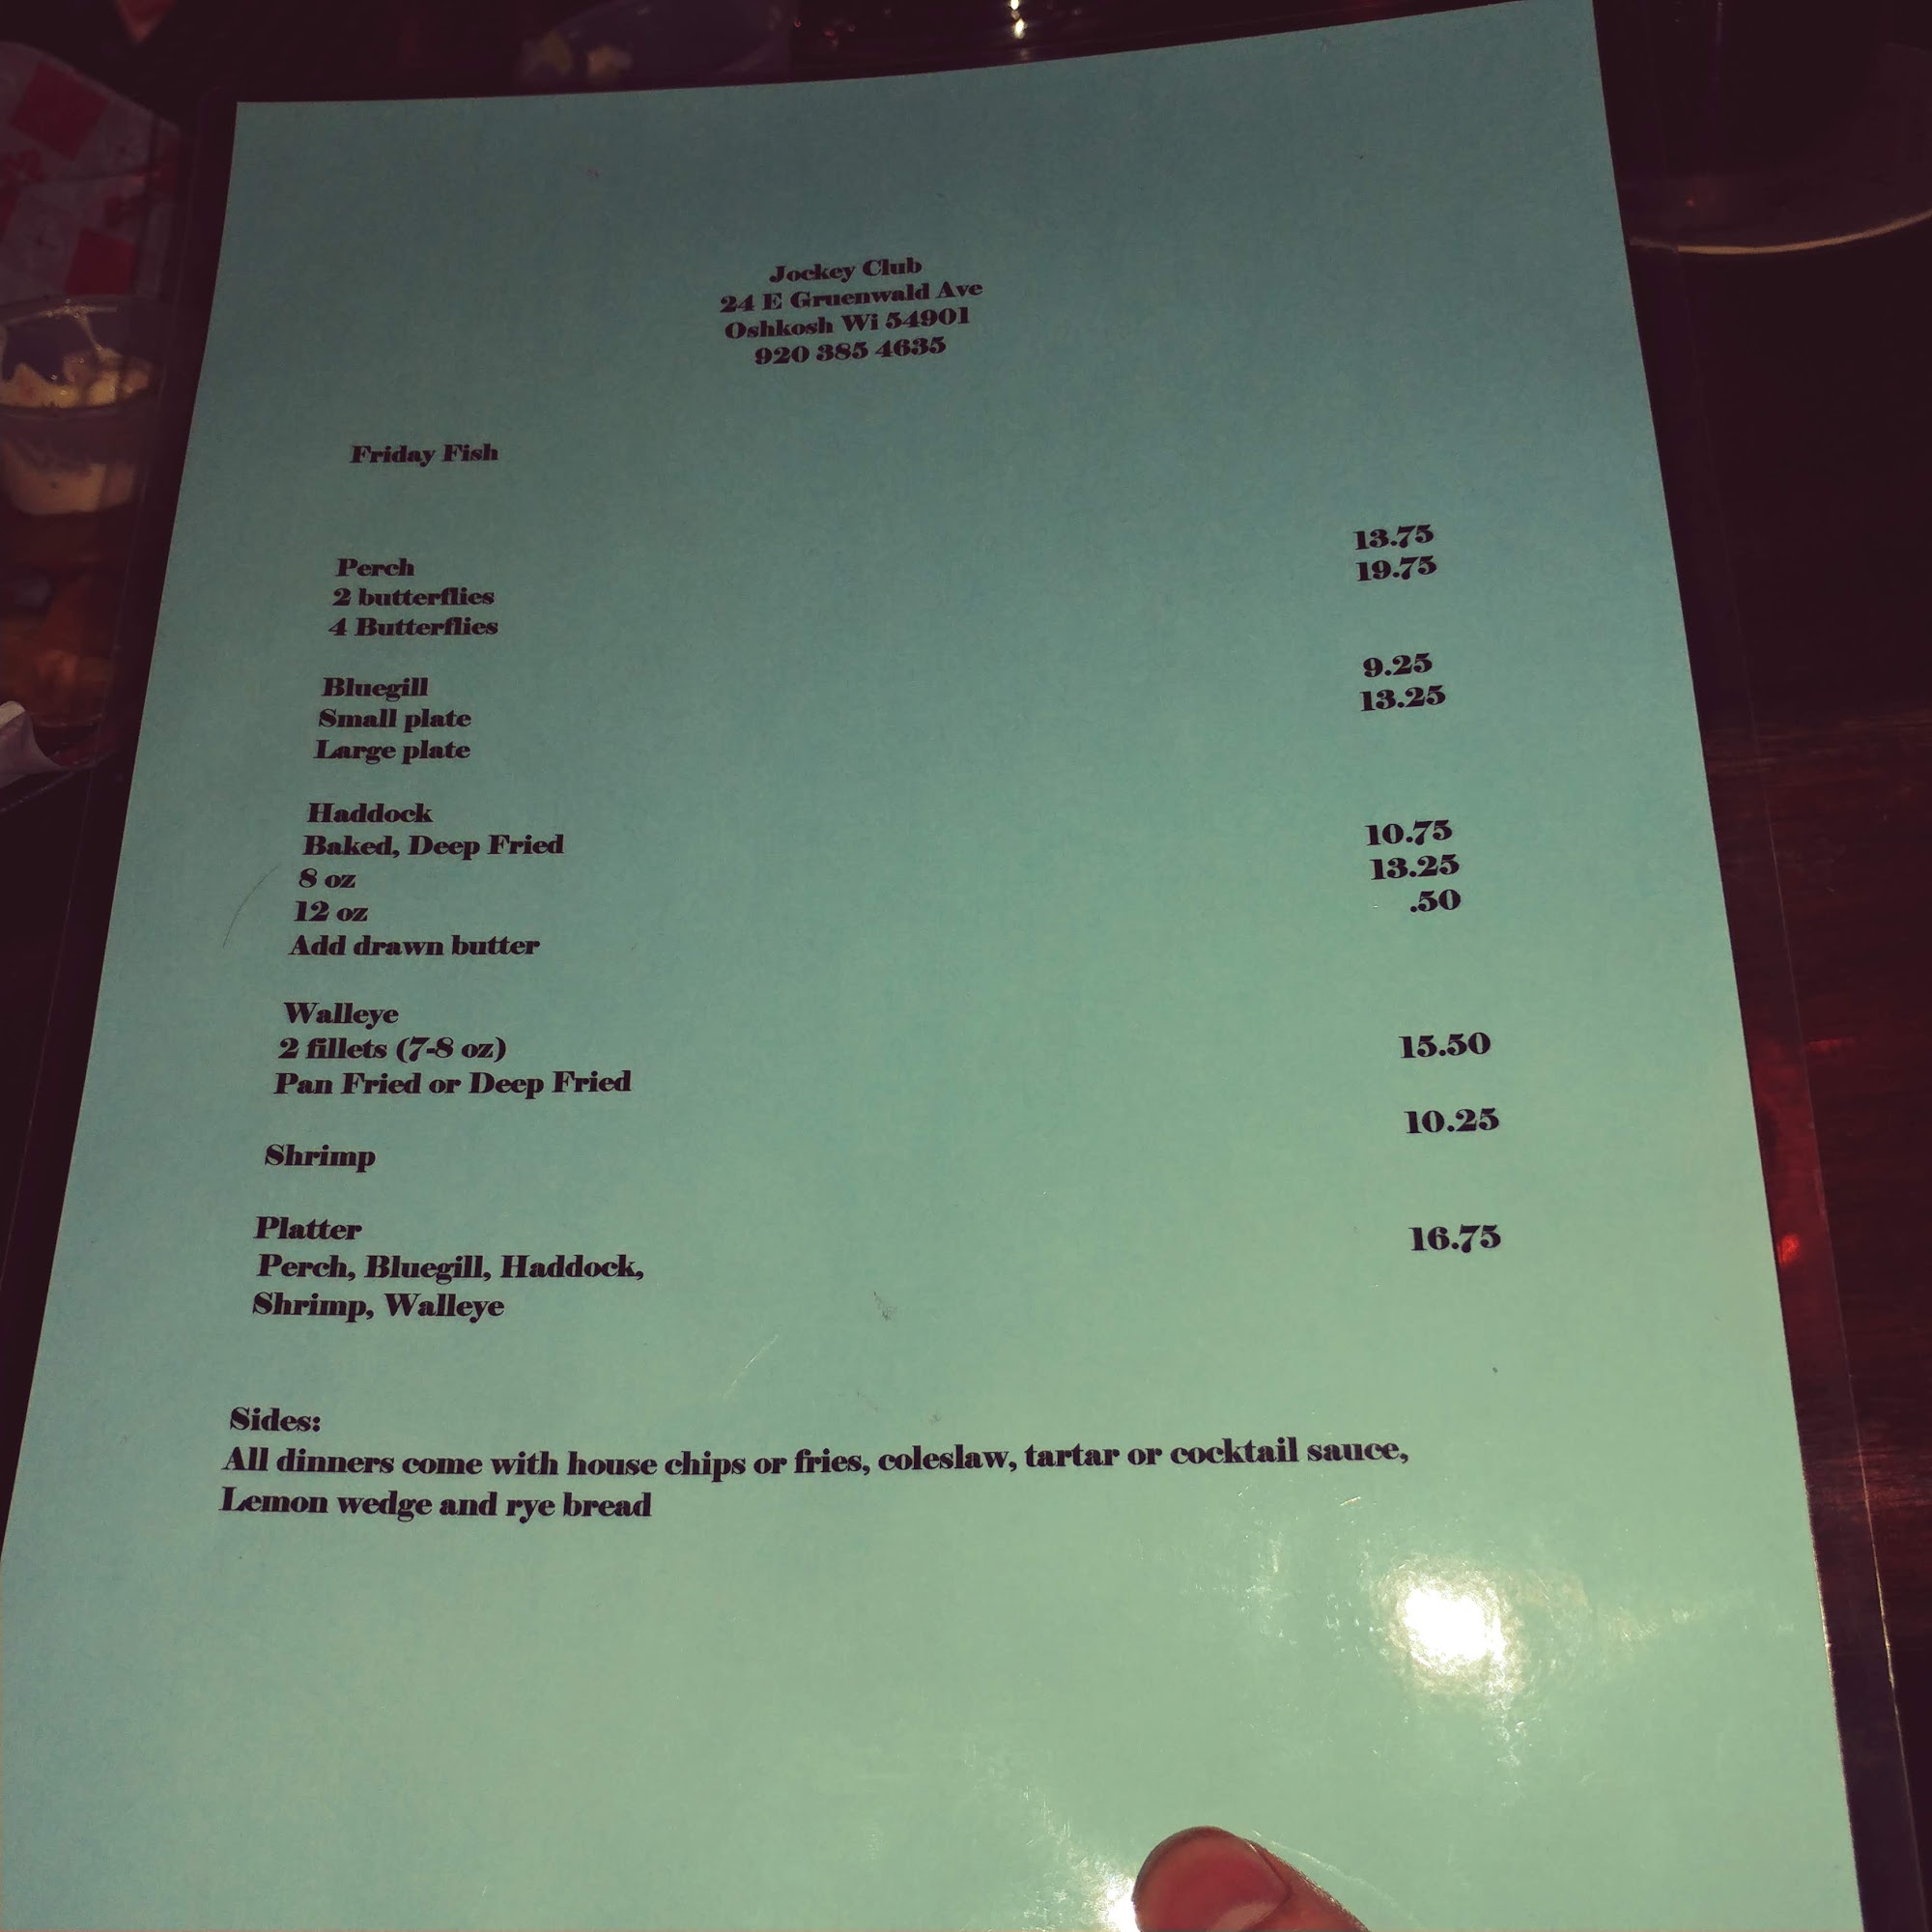 Jockey Club
24 E Gruenwald Ave
Oshkosh Wi 54901
920 385 4635
Friday Fish
Perch
2 butterflies 13.75
4 Butterflies 19.75
Bluegill
Small plate 9.25
Large plate 13.25
Haddock
Baked, Deep Fried
8 oz 10.75
12 oz 13.25
Add drawn butter .50
Walleye
2 fillets (7-8 oz)
Pan Fried or Deep Fried 15.50
Shrimp 10.25
Platter
Perch, Bluegill, Haddock, 16.75
Shrimp, Walleye
Sides:
All dinners come with house chips or fries, coleslaw, tartar or cocktail sauce,
Lemon wedge and rye bread